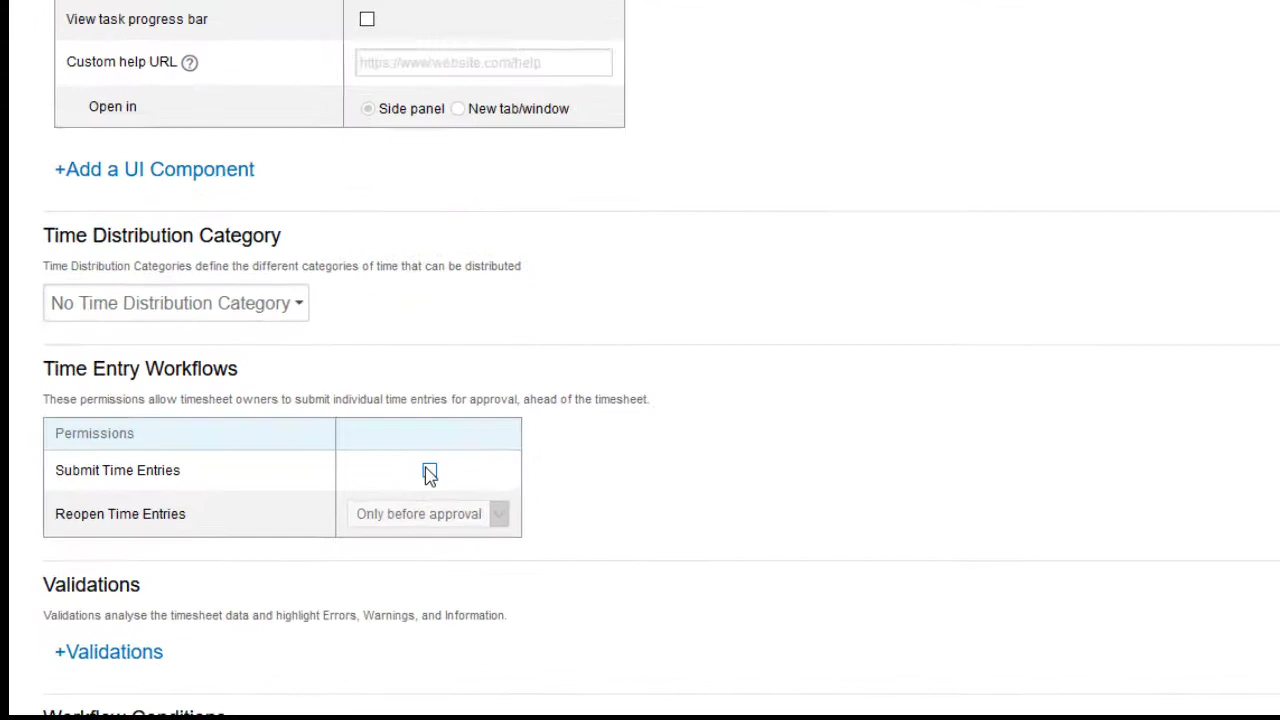 View task progress bar
Custom help URL ?
https://www.website.com/help
Open in
Side panel New tab/window
+Add a UI Component
Time Distribution Category
Time Distribution Categories define the different categories of time that can be distributed
No Time Distribution Category
Time Entry Workflows
These permissions allow timesheet owners to submit individual time entries for approval, ahead of the timesheet.
Permissions
Submit Time Entries
Reopen Time Entries
Only before approval
Validations
Validations analyse the timesheet data and highlight Errors, Warnings, and Information.
+Validations
Workflow Conditions